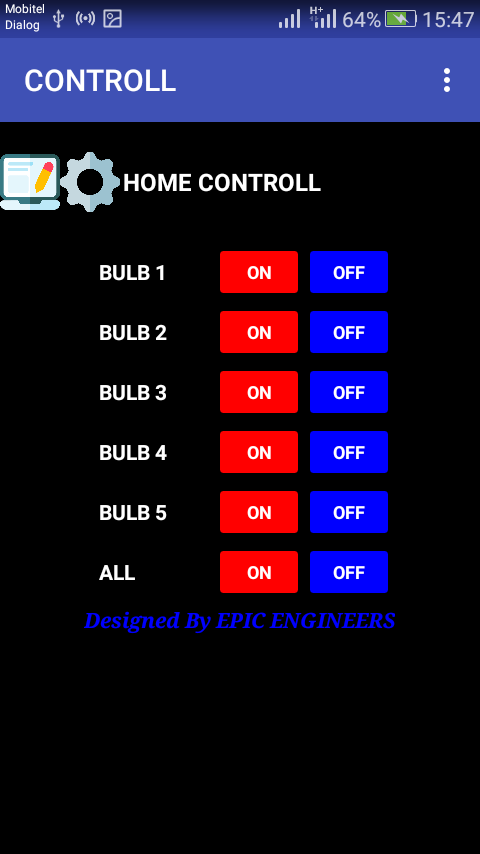 Mobitel
Dialog
H+ 64% 15:47
CONTROLL
HOME CONTROLL
BULB 1 ON OFF
BULB 2 ON OFF
BULB 3 ON OFF
BULB 4 ON OFF
BULB 5 ON OFF
ALL ON OFF
Designed By EPIC ENGINEERS